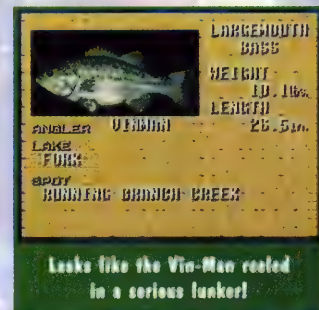 LARGEMOUTH
BASS
WEIGHT
10.1lbs.
LENGTH
26.5in.
ANGLER
VINMAN
LAKE
FORK
SPOT
RUNNING BRANCH CREEK
Looks like the Vin-Man reeled
in a serious lunker!